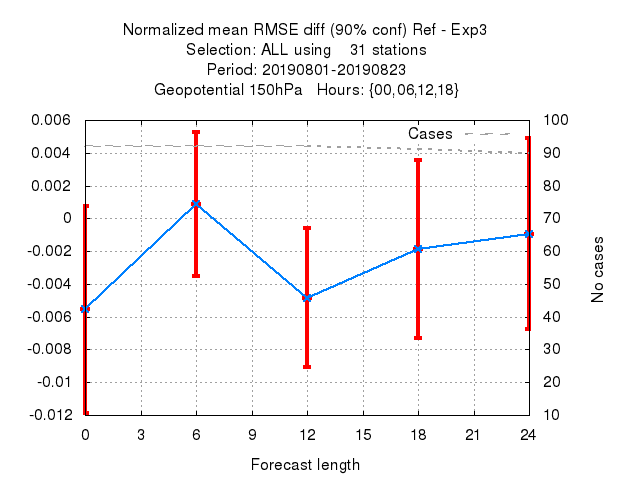 Normalized mean RMSE diff (90% conf) Ref - Exp3
Selection: ALL using    31 stations
Period: 20190801-20190823
Geopotential 150hPa   Hours: {00,06,12,18}
0.006
0.004
0.002
0
-0.002
-0.004
-0.006
-0.008
-0.01
-0.012
Cases
100
90
80
70
60
50
40
30
20
10
No cases
0 3 6 9 12 15 18 21 24
Forecast length